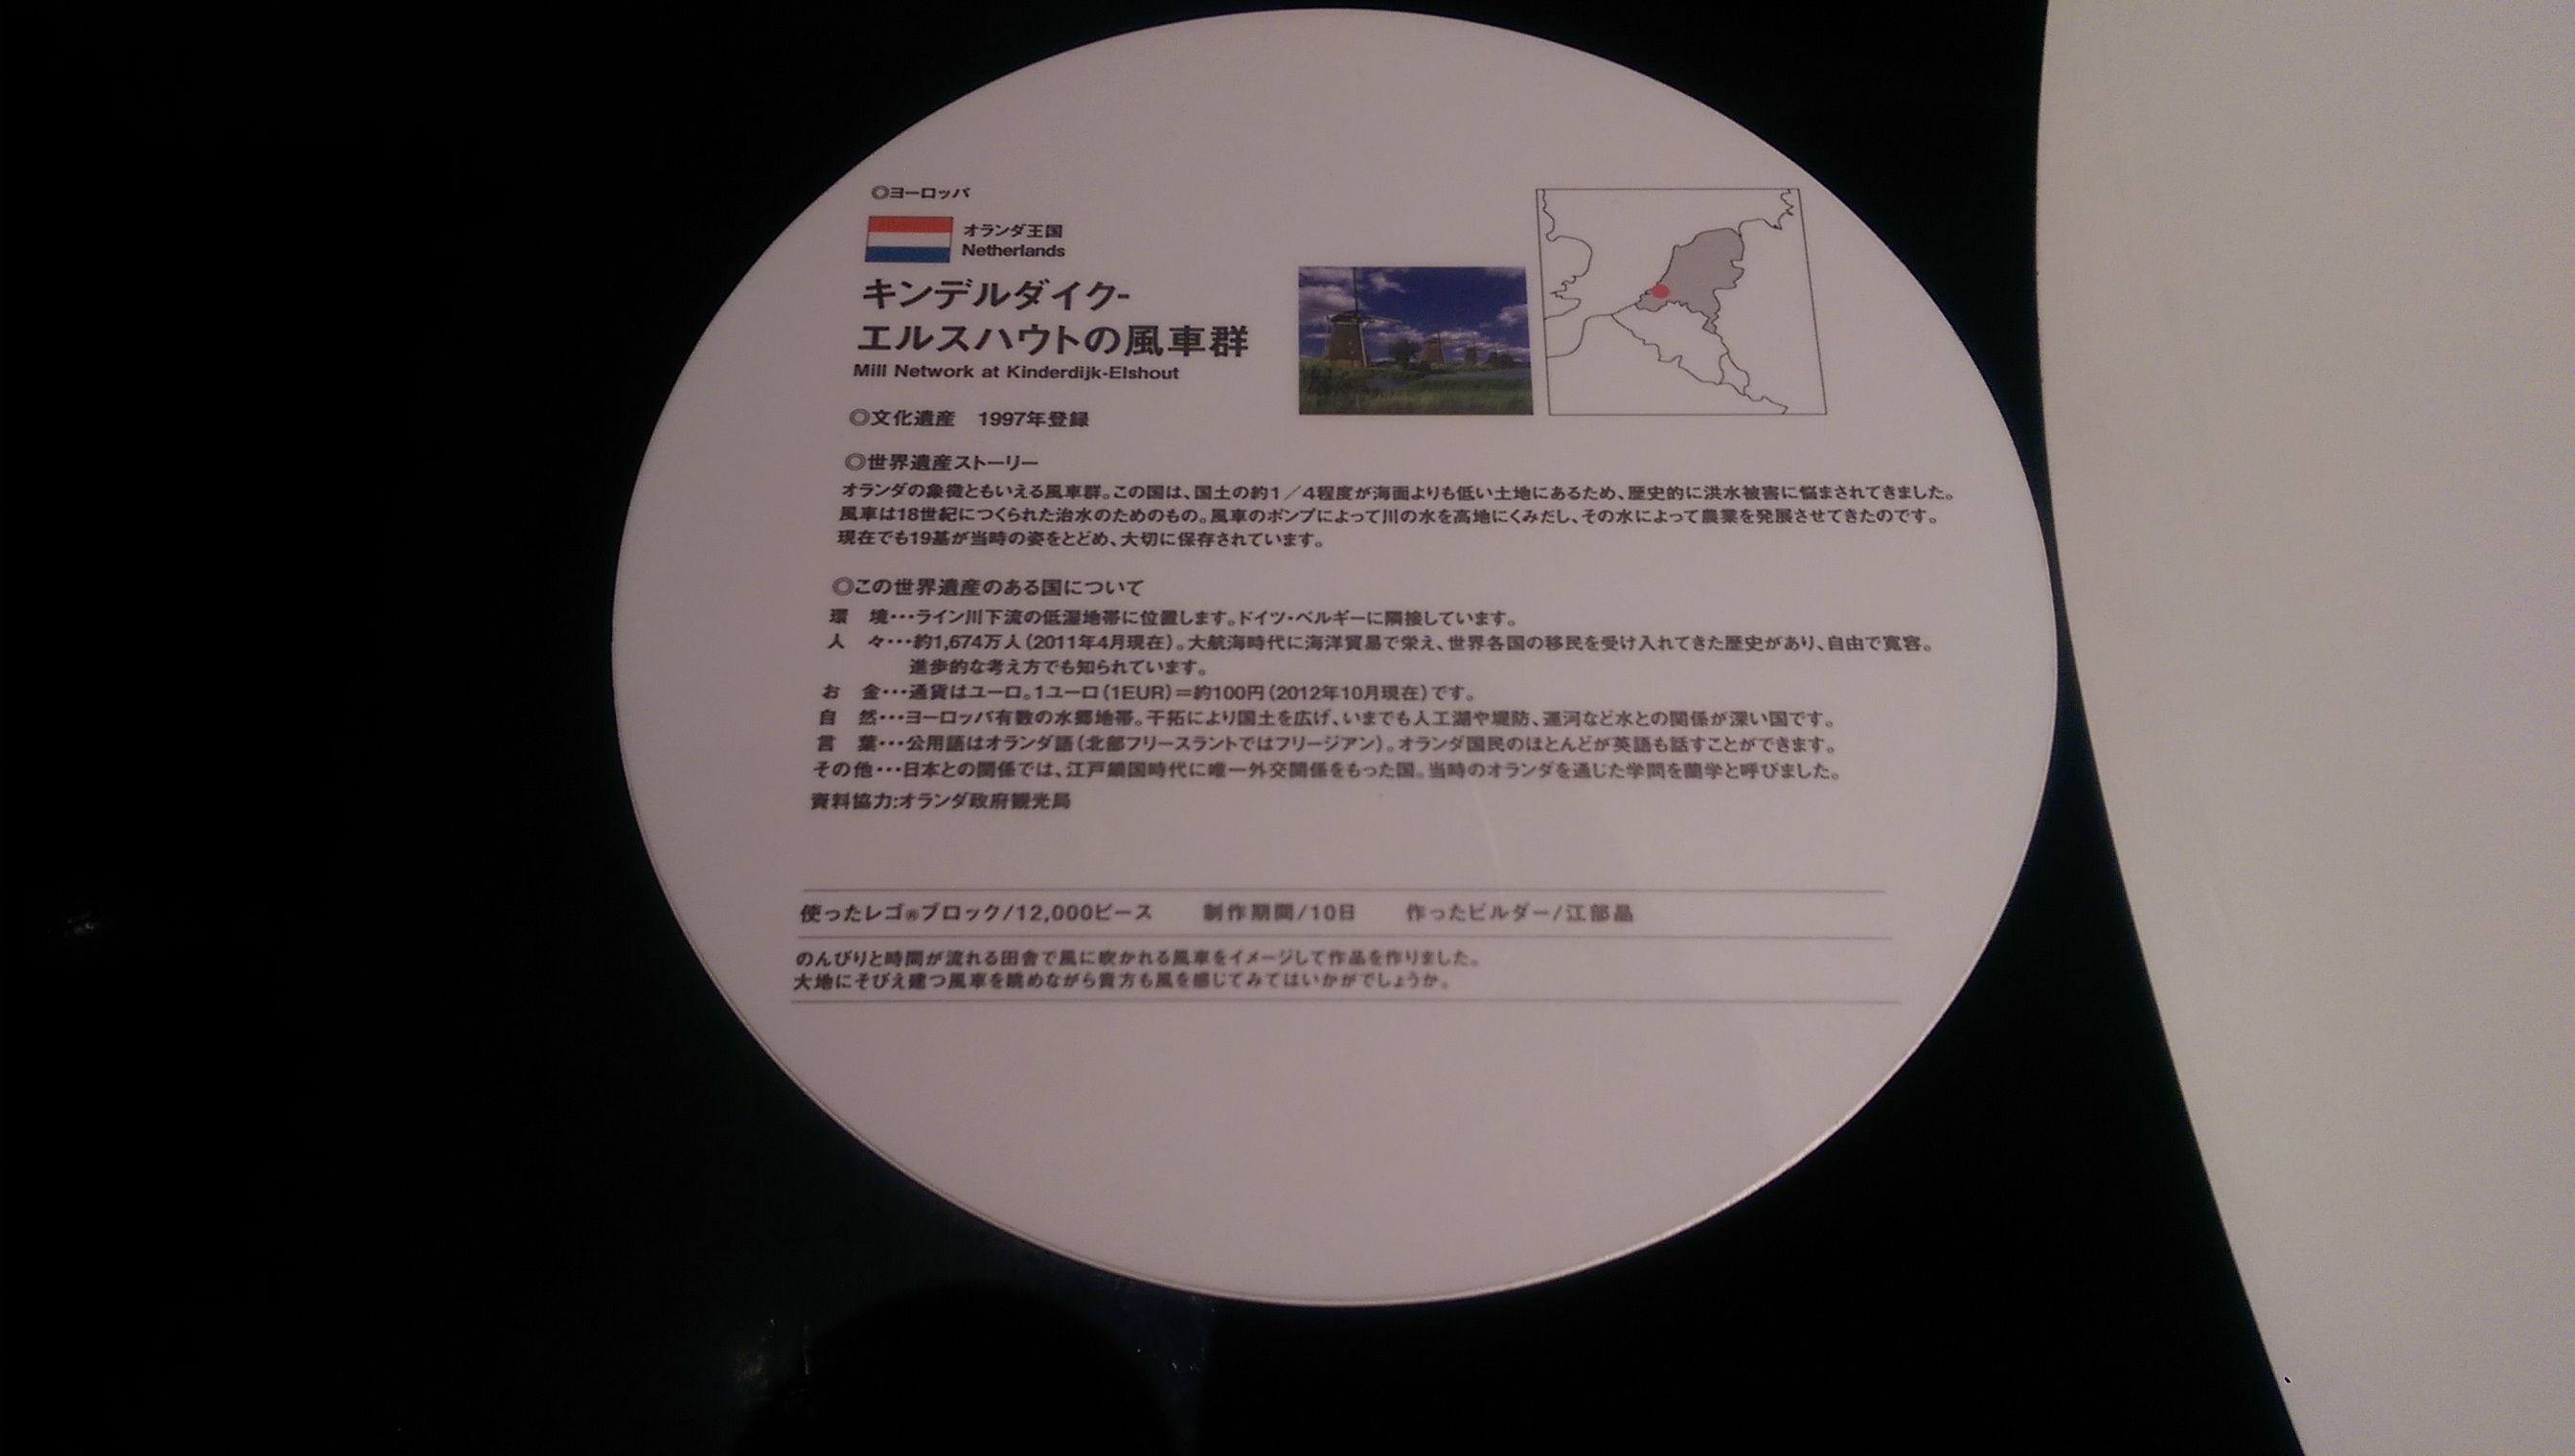 ◎ヨーロッパ
オランダ王国
Netherlands
キンデルダイク-
エルスハウトの風車群
Mill Network at Kinderdijk-Elshout
◎文化遺産　1997年登録
◎世界遺産ストーリー
オランダの象徴ともいえる風車群。この国は、国土の約1／4程度が海面よりも低い土地にあるため、歴史的に洪水被害に悩まされてきました。
風車は18世紀につくられた治水のためのもの。風車のポンプによって川の水を高地にくみだし、その水によって農業を発展させてきたのです。
現在でも19基が当時の姿をとどめ、大切に保存されています。
◎この世界遺産のある国について
環　境･･･ライン川下流の低湿地帯に位置します。ドイツ・ベルギーに隣接しています。
人　々･･･約1,674万人（2011年4月現在）。大航海時代に海洋貿易で栄え、世界各国の移民を受け入れてきた歴史があり、自由で寛容。
進歩的な考え方でも知られています。
お　金･･･通貨はユーロ。1ユーロ（1EUR）＝約100円（2012年10月現在）です。
自　然･･･ヨーロッパ有数の水郷地帯。干拓により国土を広げ、いまでも人工湖や堤防、運河など水との関係が深い国です。
言　葉･･･公用語はオランダ語（北部フリースラントではフリージアン）。オランダ国民のほとんどが英語も話すことができます。
その他･･･日本との関係では、江戸鎖国時代に唯一外交関係をもった国。当時のオランダを通じた学問を蘭学と呼びました。
資料協力:オランダ政府観光局
使ったレゴ®ブロック/12,000ピース　制作期間/10日　作ったビルダー/江部晶
のんびりと時間が流れる田舎で風に吹かれる風車をイメージして作品を作りました。
大地にそびえ建つ風車を眺めながら貴方も風を感じてみてはいかがでしょうか。